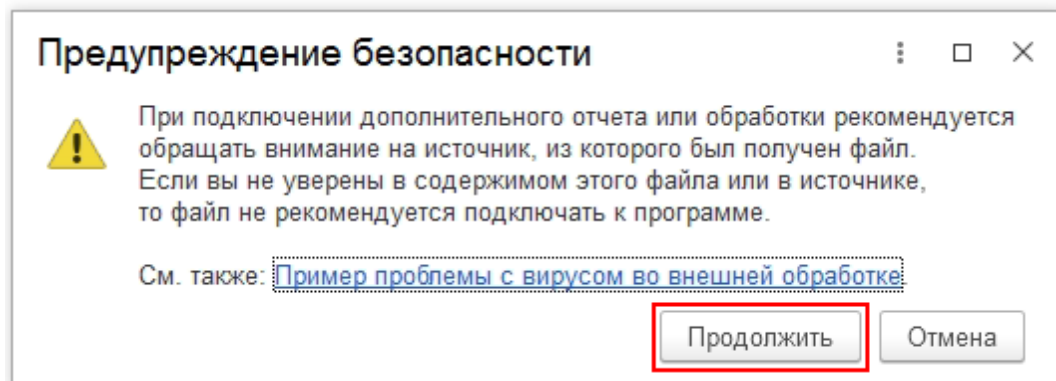 Предупреждение безопасности
При подключении дополнительного отчета или обработки рекомендуется
обращать внимание на источник, из которого был получен файл.
Если вы не уверены в содержимом этого файла или в источнике,
то файл не рекомендуется подключать к программе.
См. также: Пример проблемы с вирусом во внешней обработке.
Продолжить Отмена